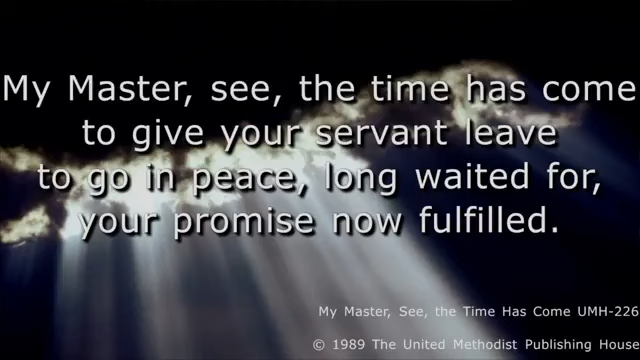 My Master, see, the time has come
to give your servant leave
to go in peace, long waited for,
your promise now fulfilled.
My Master, See, the Time Has Come UMH-226
© 1989 The United Methodist Publishing House